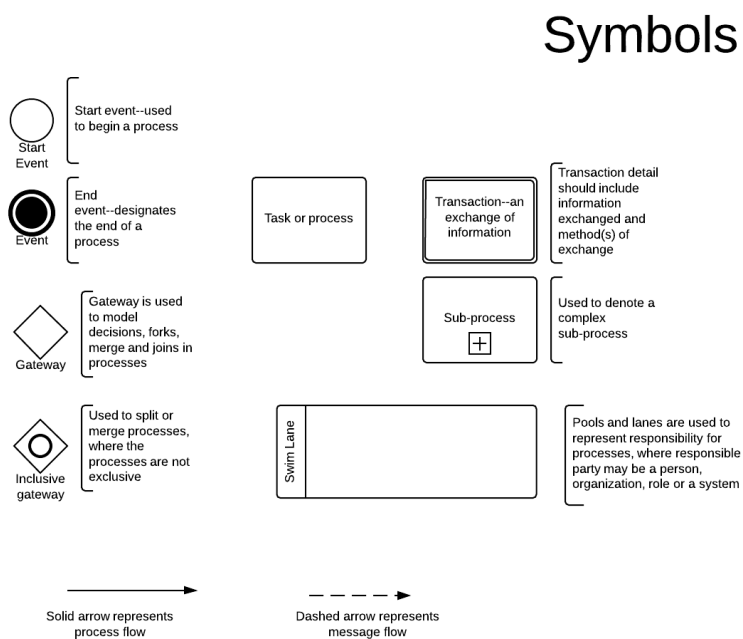 Symbols
Start event--used
to begin a process
Start
Event
End
event--designates
the end of a
process
Event
Task or process
Transaction--an
exchange of
information
Transaction detail
should include
information
exchanged and
method(s) of
exchange
Gateway is used
to model
decisions, forks,
merge and joins in
processes
Gateway
Sub-process
Used to denote a
complex
sub-process
Used to split or
merge processes,
where the
processes are not
exclusive
Inclusive
gateway
Swim Lane
Pools and lanes are used to
represent responsibility for
processes, where responsible
party may be a person,
organization, role or a system
Solid arrow represents
process flow
Dashed arrow represents
message flow